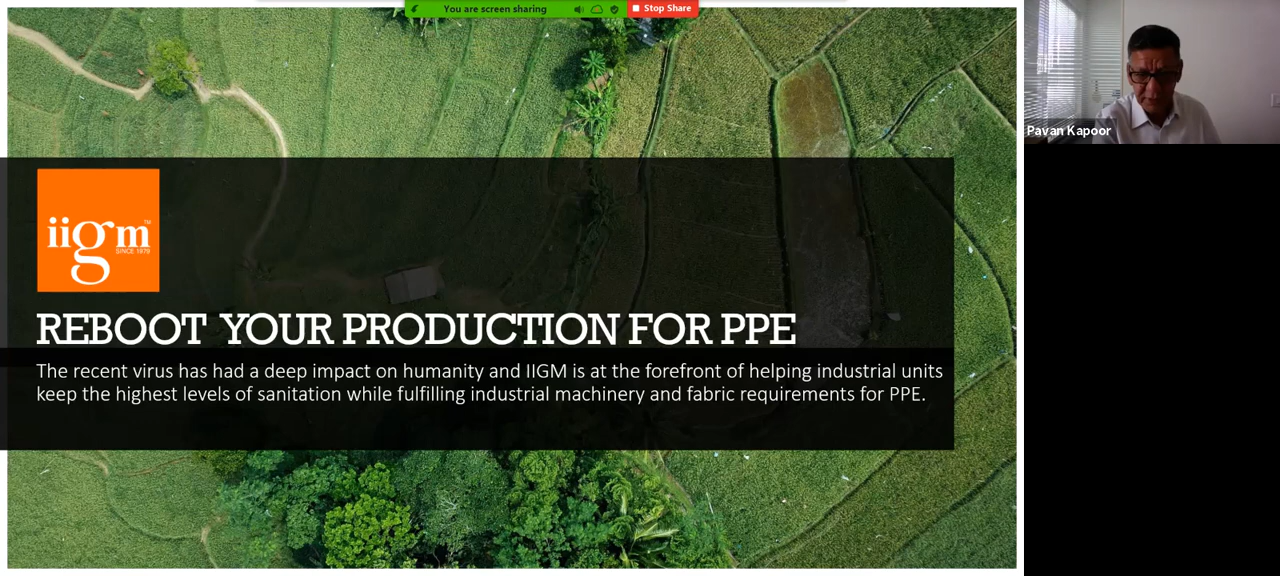 You are screen sharing
Stop Share
Pavan Kapoor
iigm™
SINCE 1979
REBOOT YOUR PRODUCTION FOR PPE
The recent virus has had a deep impact on humanity and IIGM is at the forefront of helping industrial units
keep the highest levels of sanitation while fulfilling industrial machinery and fabric requirements for PPE.